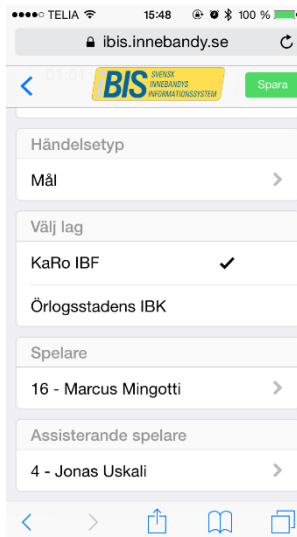 TELIA 15:48 100 %
ibis.innebandy.se
BIS SVENSK INNEBANDYS INFORMATIONSSYSTEM
Spara
Händelsetyp
Mål
Välj lag
KaRo IBF
Örlogsstadens IBK
Spelare
16 - Marcus Mingotti
Assisterande spelare
4 - Jonas Uskali